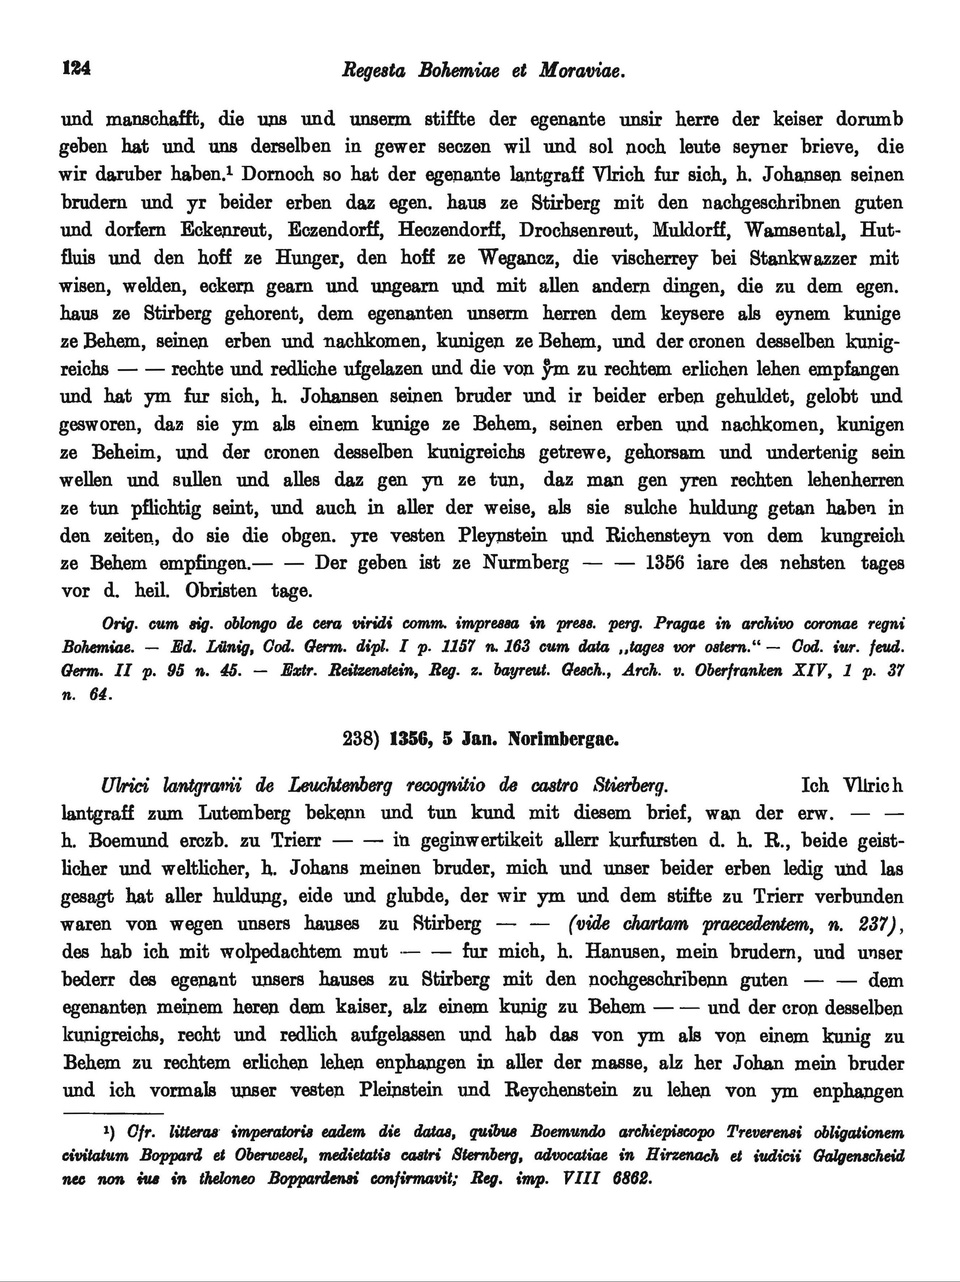 124 Regesta Bohemiae et Moraviae.
und manschafft, die uns und unserm stiffte der egenante unsir herre der keiser dorumb
geben hat und uns derselben in gewer seczen wil und sol noch leute seyner brieve, die
wir daruber haben.¹ Dornoch so hat der egenante lantgraff Vlrich fur sich, h. Johansen seinen
brudern und yr beider erben daz egen. haus ze Stirberg mit den nachgeschribnen guten
und dorfern Eckenreut, Eczendorff, Heczendorff, Drochsenreut, Muldorff, Wamsental, Hut-
fluis und den hoff ze Hunger, den hoff ze Wegancz, die vischerrey bei Stankwazzer mit
wisen, welden, eckern gearn und ungearn und mit allen andern dingen, die zu dem egen.
haus ze Stirberg gehorent, dem egenanten unserm herren dem keysere als eynem kunige
ze Behem, seinen erben und nachkomen, kunigen ze Behem, und der cronen desselben kunig-
reichs — — rechte und redliche ufgelazen und die von ẙm zu rechtem erlichen lehen empfangen
und hat ym fur sich, h. Johansen seinen bruder und ir beider erben gehuldet, gelobt und
gesworen, daz sie ym als einem kunige ze Behem, seinen erben und nachkomen, kunigen
ze Beheim, und der cronen desselben kunigreichs getrewe, gehorsam und undertenig sein
wellen und sullen und alles daz gen yn ze tun, daz man gen yren rechten lehenherren
ze tun pflichtig seint, und auch in aller der weise, als sie sulche huldung getan haben in
den zeiten, do sie die obgen. yre vesten Pleynstein und Richensteyn von dem kungreich
ze Behem empfingen.— — Der geben ist ze Nurmberg — — 1356 iare des nehsten tages
vor d. heil. Obristen tage.
Orig. cum sig. oblongo de cera viridi comm. impressa in press. perg. Pragae in archivo coronae regni
Bohemiae. — Ed. Lünig, Cod. Germ. dipl. I p. 1157 n. 163 cum data „tages vor ostern.“ — Cod. iur. feud.
Germ. II p. 95 n. 45. — Extr. Reitzenstein, Reg. z. bayreut. Gesch., Arch. v. Oberfranken XIV, 1 p. 37
n. 64.
238) 1356, 5 Jan. Norimbergae.
Ulrici lantgravii de Leuchtenberg recognitio de castro Stierberg. Ich Vllrich
lantgraff zum Lutemberg bekenn und tun kund mit diesem brief, wan der erw. — —
h. Boemund erczb. zu Trierr — — in geginwertikeit allerr kurfursten d. h. R., beide geist-
licher und weltlicher, h. Johans meinen bruder, mich und unser beider erben ledig und las
gesagt hat aller huldung, eide und glubde, der wir ym und dem stifte zu Trierr verbunden
waren von wegen unsers hauses zu Stirberg — — (vide chartam praecedentem, n. 237),
des hab ich mit wolpedachtem mut — — fur mich, h. Hanusen, mein brudern, und unser
bederr des egenant unsers hauses zu Stirberg mit den nochgeschribenn guten — — dem
egenanten meinem heren dem kaiser, alz einem kunig zu Behem — — und der cron desselben
kunigreichs, recht und redlich aufgelassen und hab das von ym als von einem kunig zu
Behem zu rechtem erlichen lehen enphangen in aller der masse, alz her Johan mein bruder
und ich vormals unser vesten Pleinstein und Reychenstein zu lehen von ym enphangen
¹) Cfr. litteras imperatoris eadem die datas, quibus Boemundo archiepiscopo Treverensi obligationem
civitatum Boppard et Oberwesel, medietatis castri Sternberg, advocatiae in Hirzenach et iudicii Galgenscheid
nec non ius in theloneo Boppardensi confirmavit; Reg. imp. VIII 6862.